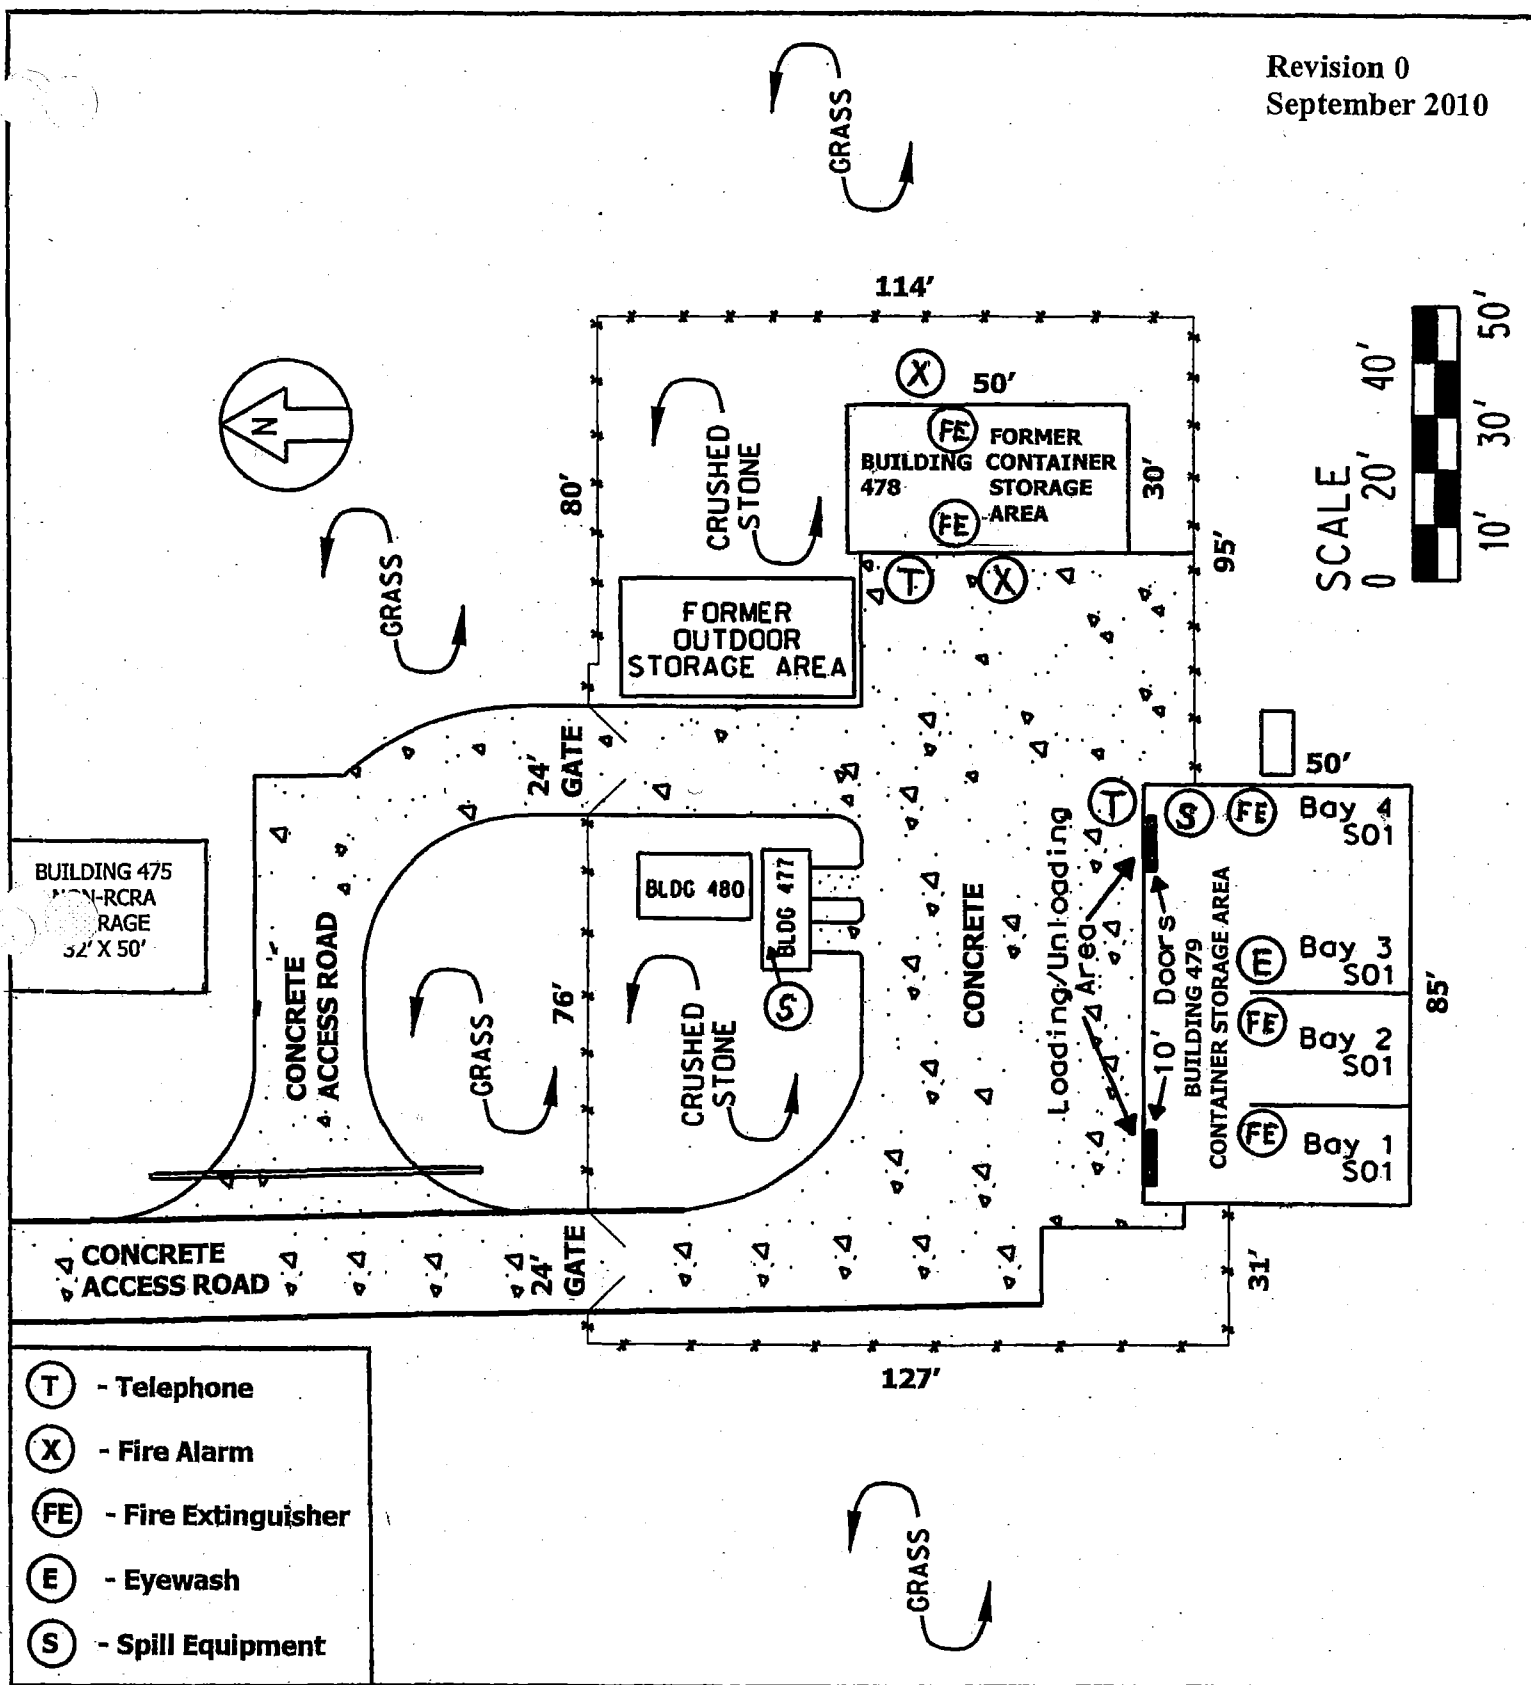 Revision 0
September 2010
GRASS
114'
50'
40'
30'
20'
10'
0
SCALE
N
X
50'
FE
FORMER
BUILDING CONTAINER
478 STORAGE
AREA
FE
30'
80'
CRUSHED
STONE
95'
GRASS
T
X
FORMER
OUTDOOR
STORAGE AREA
24'
GATE
50'
T
S
FE
Bay 4
S01
BUILDING 475
-RCRA
32' X 50'
BLDG 480
BLDG 477
CONCRETE
ACCESS ROAD
CONCRETE
Loading/Unloading
Area
10' Doors
BUILDING 479
CONTAINER STORAGE AREA
E
Bay 3
S01
85'
76'
GRASS
CRUSHED
STONE
S
FE
Bay 2
S01
FE
Bay 1
S01
CONCRETE
ACCESS ROAD
24'
GATE
31'
127'
T - Telephone
X - Fire Alarm
FE - Fire Extinguisher
E - Eyewash
S - Spill Equipment
GRASS